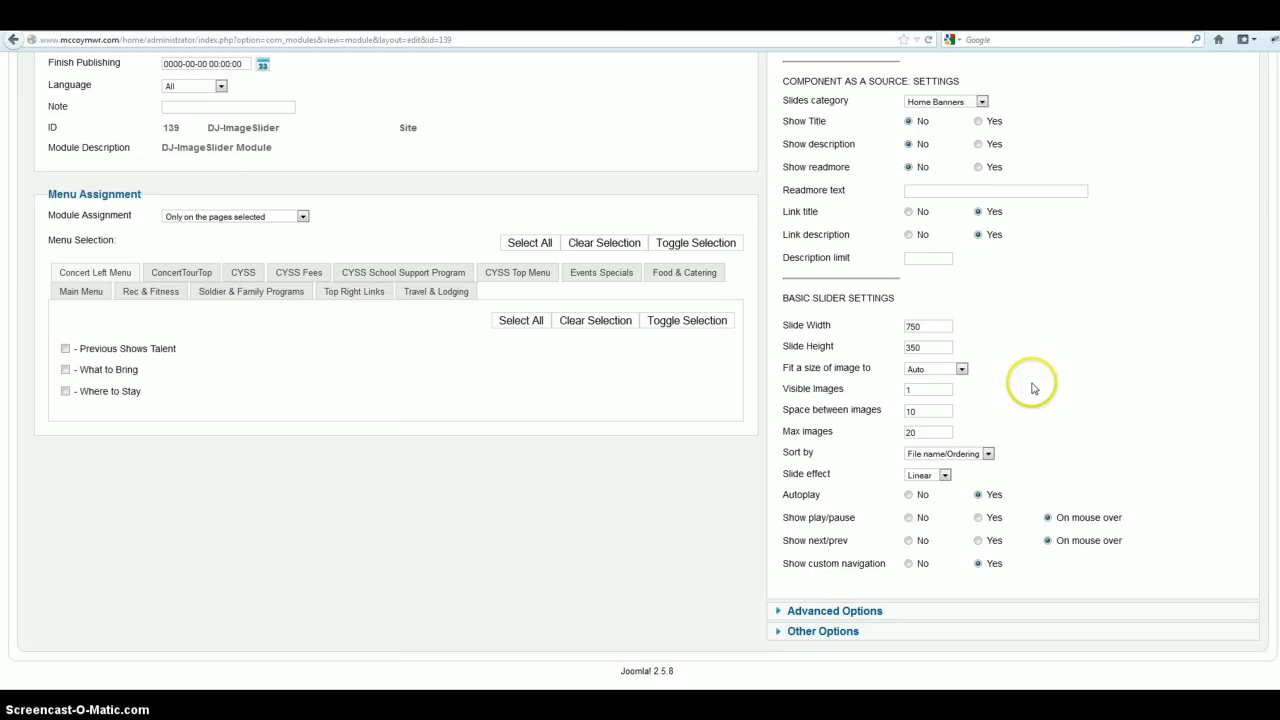 www.mccoymwr.com/home/administrator/index.php?option=com_modules&view=module&layout=edit&id=139
Google
Finish Publishing 0000-00-00 00:00:00 23
Language All
Note
ID 139 DJ-ImageSlider Site
Module Description DJ-ImageSlider Module
Menu Assignment
Module Assignment Only on the pages selected
Menu Selection:
Select All Clear Selection Toggle Selection
Concert Left Menu ConcertTourTop CYSS CYSS Fees CYSS School Support Program CYSS Top Menu Events Specials Food & Catering
Main Menu Rec & Fitness Soldier & Family Programs Top Right Links Travel & Lodging
Select All Clear Selection Toggle Selection
- Previous Shows Talent
- What to Bring
- Where to Stay
COMPONENT AS A SOURCE: SETTINGS
Slides category Home Banners
Show Title No Yes
Show description No Yes
Show readmore No Yes
Readmore text
Link title No Yes
Link description No Yes
Description limit
BASIC SLIDER SETTINGS
Slide Width 750
Slide Height 350
Fit a size of image to Auto
Visible Images 1
Space between images 10
Max images 20
Sort by File name/Ordering
Slide effect Linear
Autoplay No Yes
Show play/pause No Yes On mouse over
Show next/prev No Yes On mouse over
Show custom navigation No Yes
Advanced Options
Other Options
Joomla! 2.5.8
Screencast-O-Matic.com